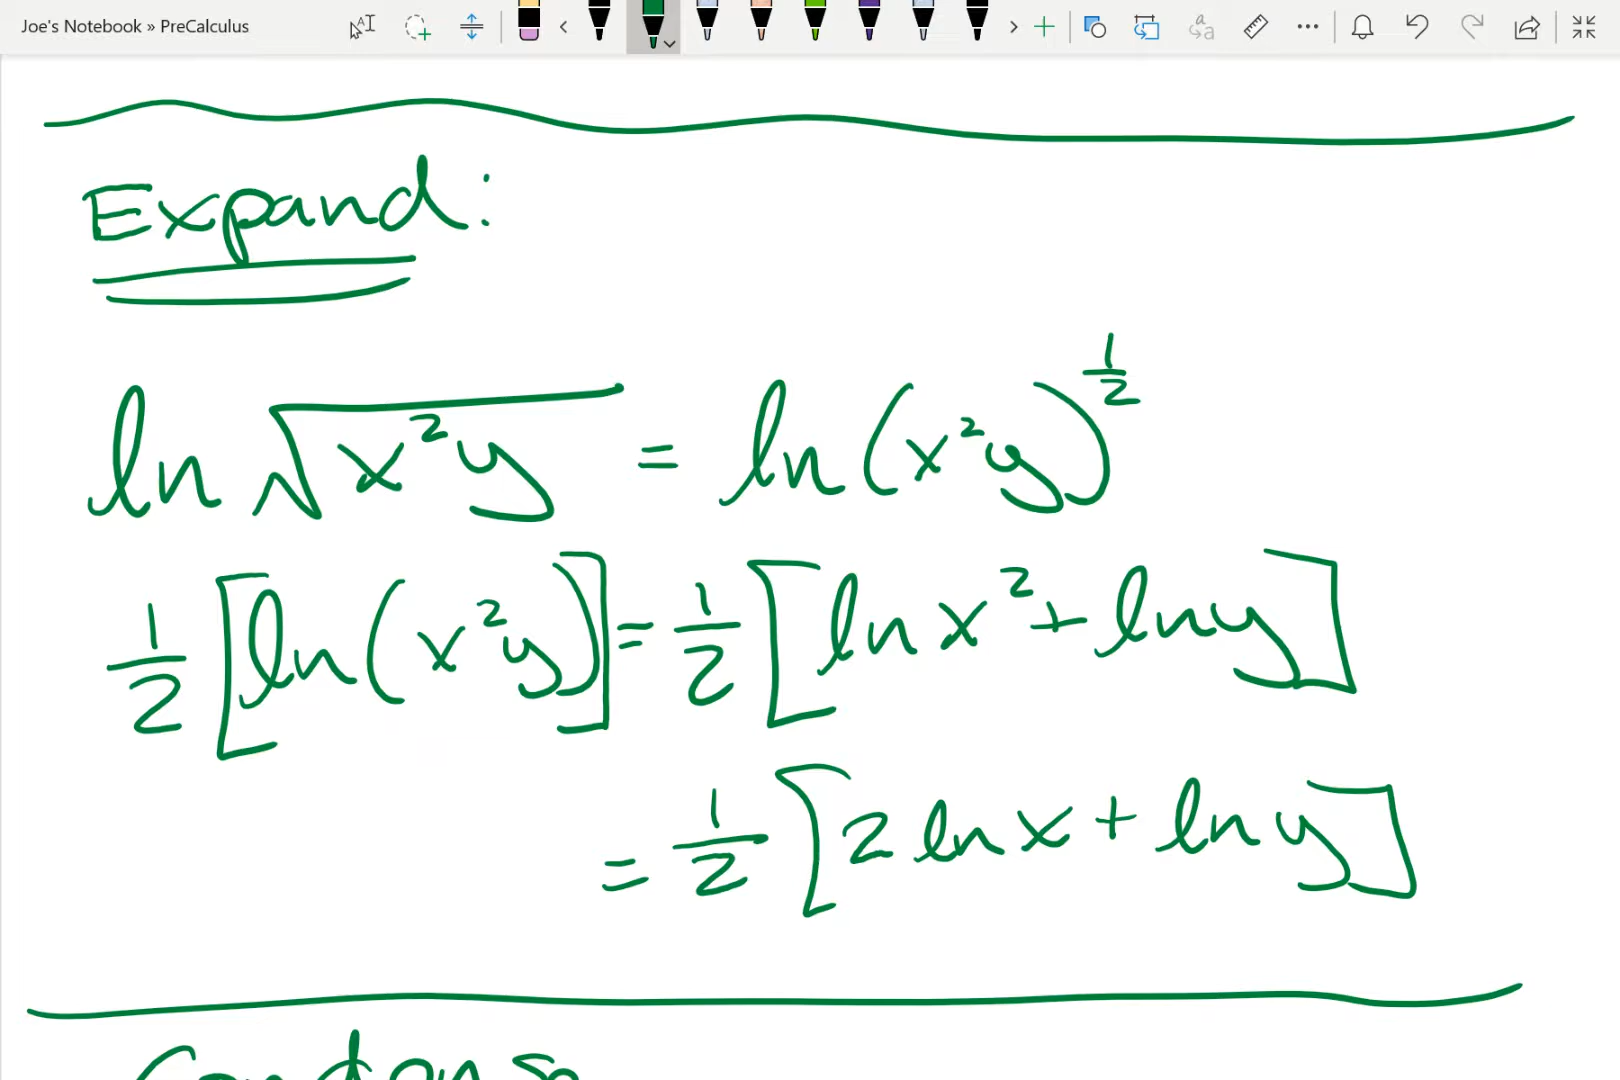 Joe's Notebook » PreCalculus
Expand:
ln √(x²y) = ln(x²y)^(1/2)
1/2 [ln(x²y)] = 1/2 [ln x² + ln y]
= 1/2 [2 ln x + ln y]